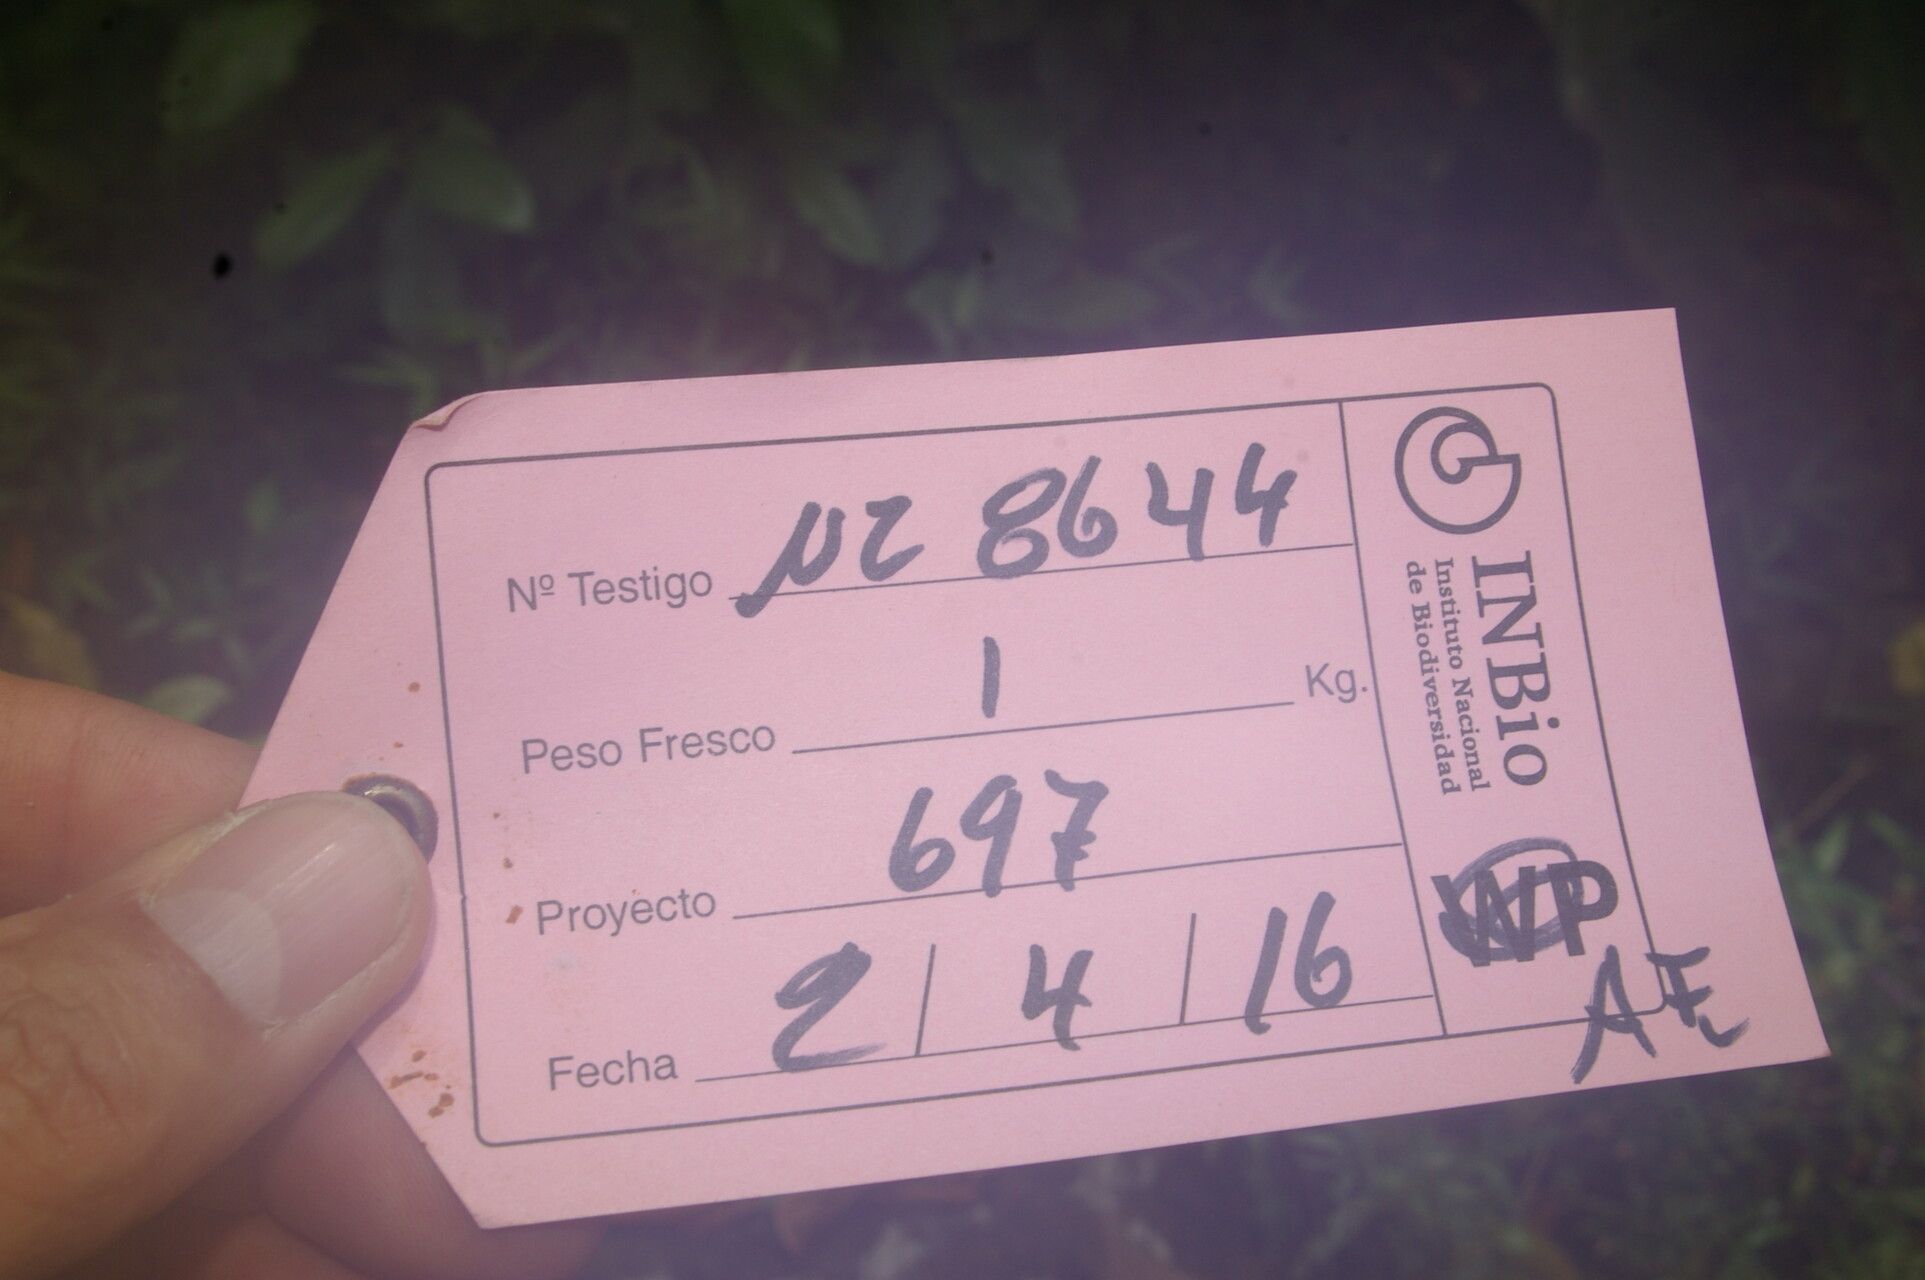 Nº Testigo NZ 8644
Peso Fresco 1 Kg.
Proyecto 697
Fecha 2 / 4 / 16
INBio
Instituto Nacional
de Biodiversidad
WP